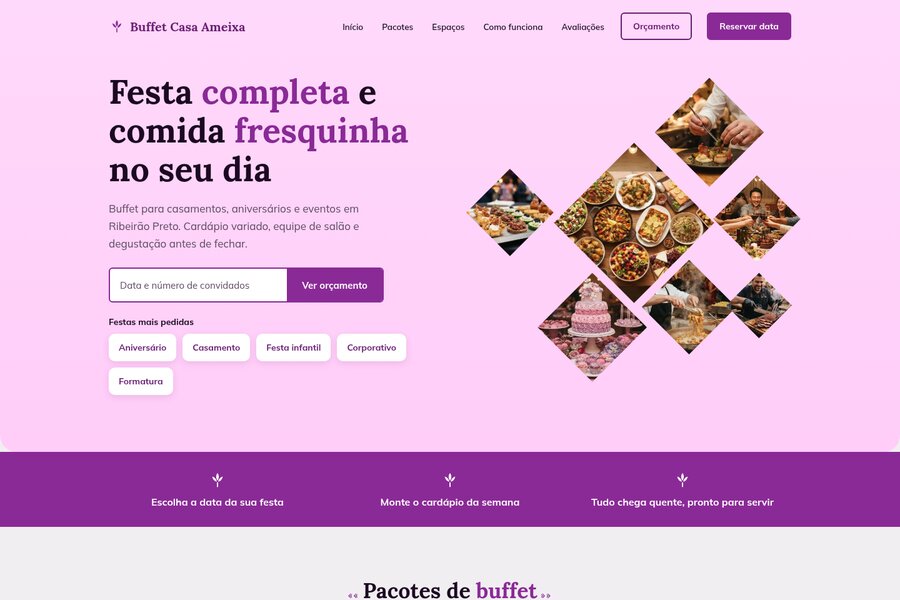 Buffet Casa Ameixa
Início
Pacotes
Espaços
Como funciona
Avaliações
Orçamento
Reservar data
Festa completa e
comida fresquinha
no seu dia
Buffet para casamentos, aniversários e eventos em
Ribeirão Preto. Cardápio variado, equipe de salão e
degustação antes de fechar.
Data e número de convidados
Ver orçamento
Festas mais pedidas
Aniversário
Casamento
Festa infantil
Corporativo
Formatura
Escolha a data da sua festa
Monte o cardápio da semana
Tudo chega quente, pronto para servir
Pacotes de buffet